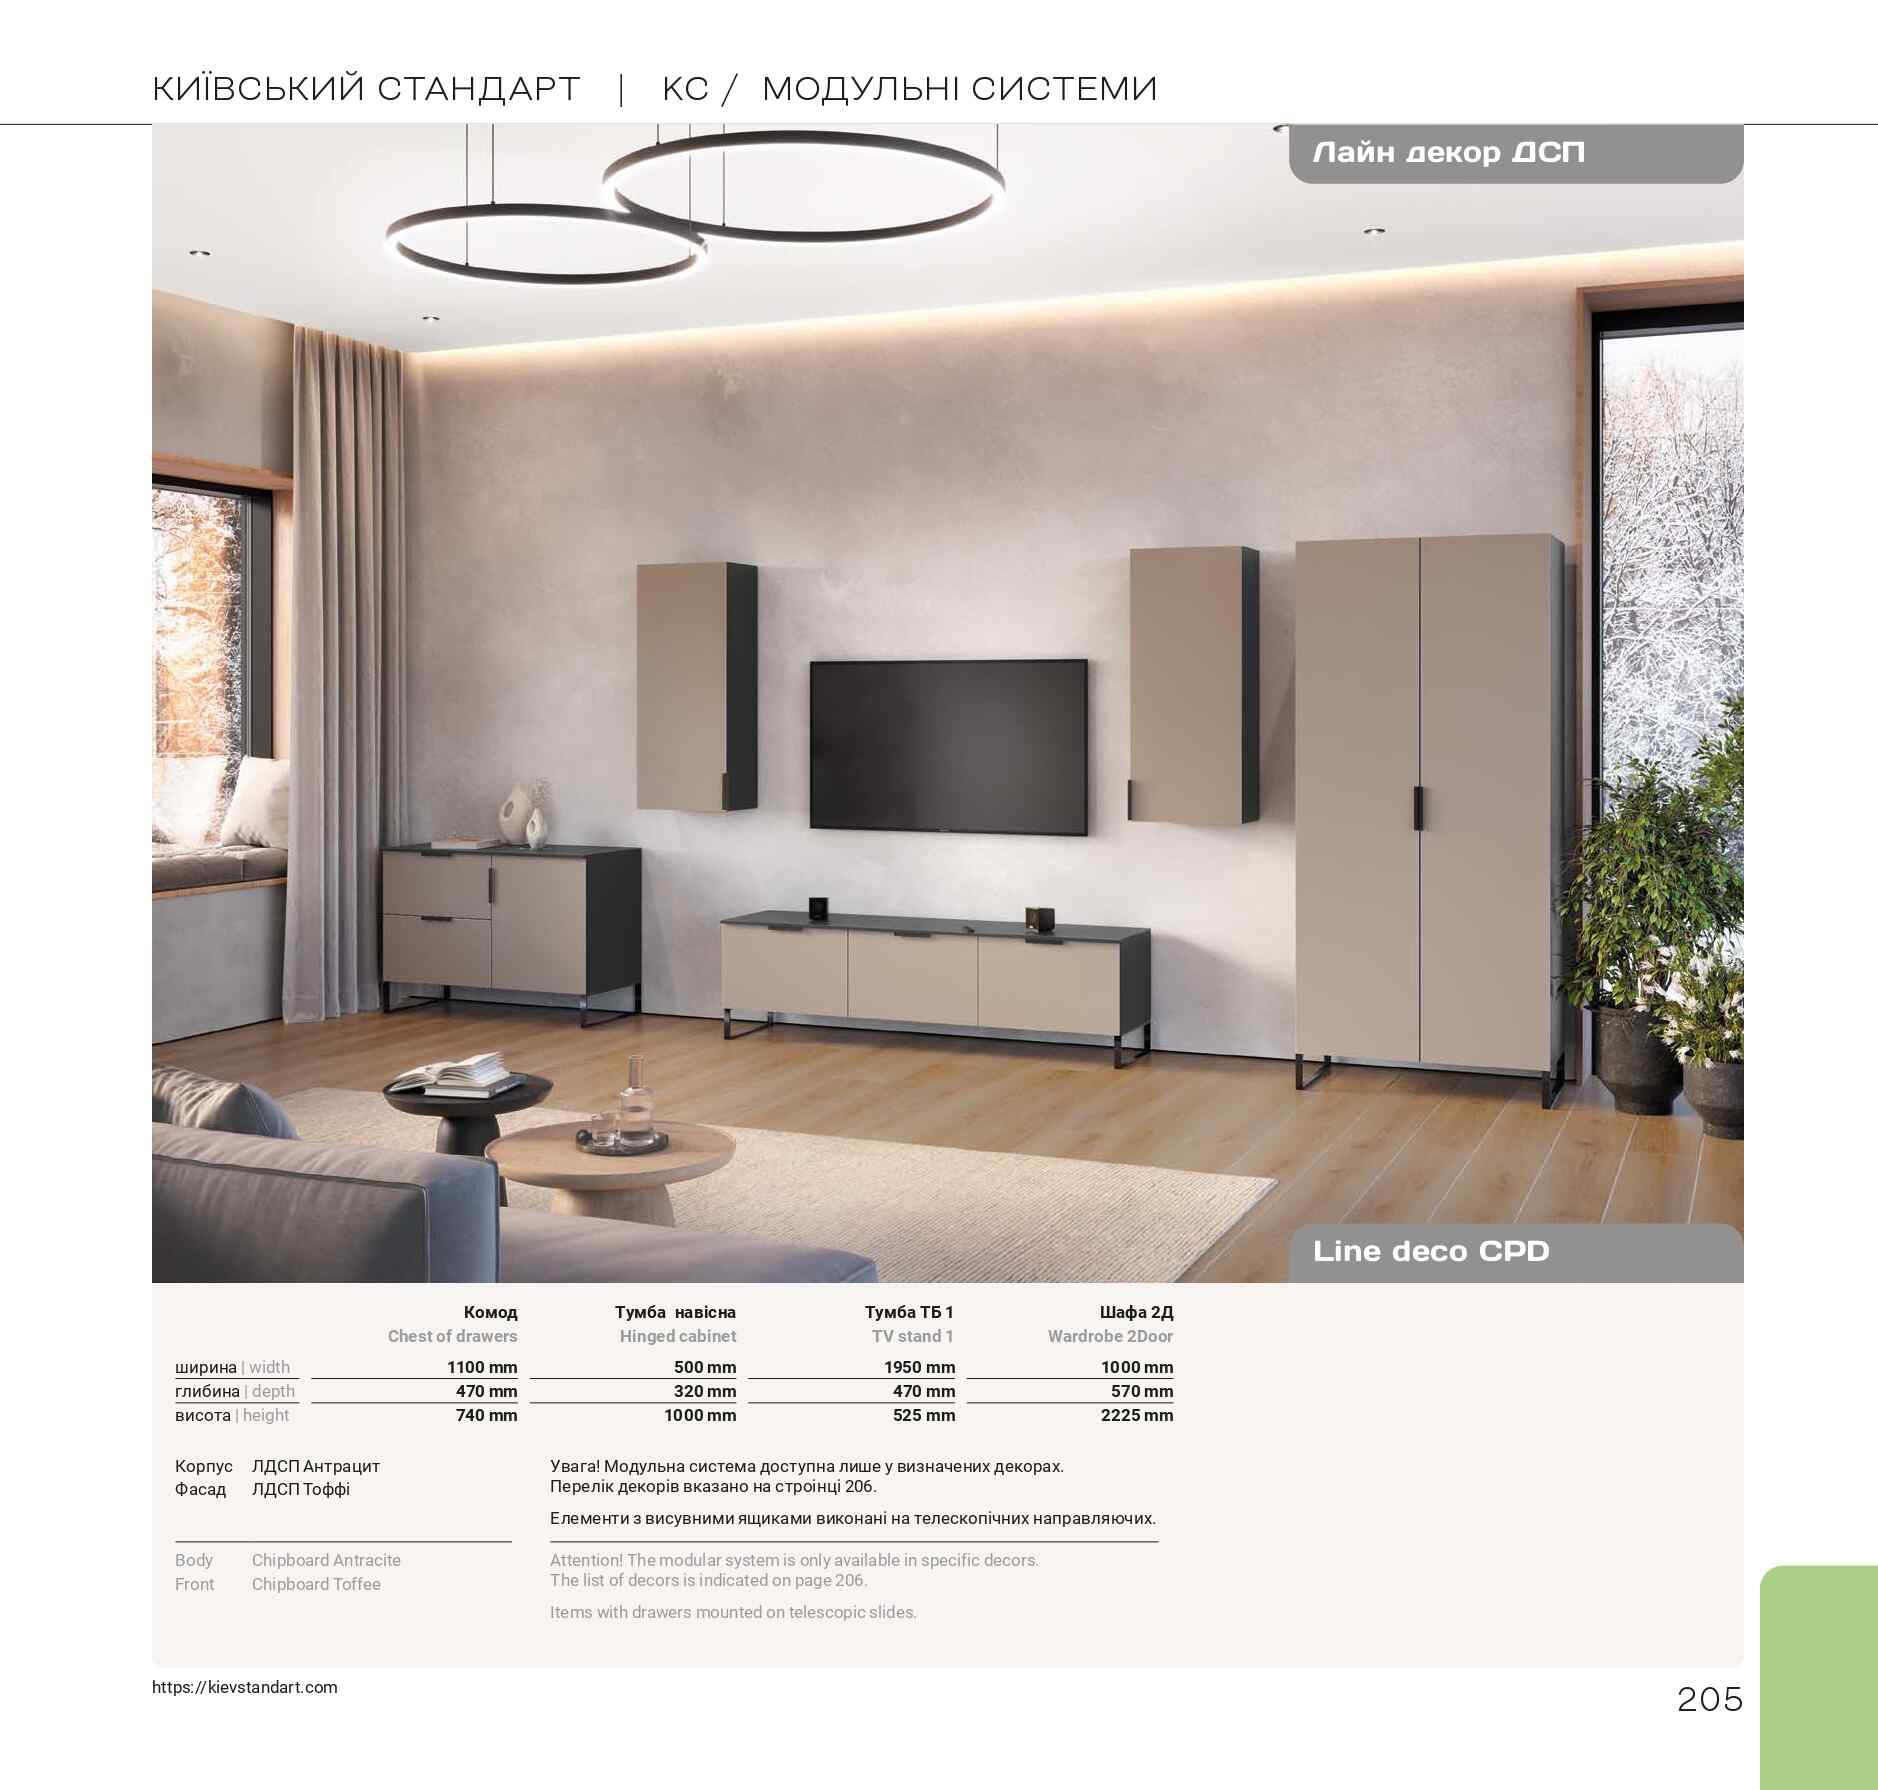 КИЇВСЬКИЙ СТАНДАРТ | КС / МОДУЛЬНІ СИСТЕМИ
Лайн декор ДСП
Line deco CPD
Комод Тумба навісна Тумба ТБ 1 Шафа 2Д
Chest of drawers Hinged cabinet TV stand 1 Wardrobe 2Door
ширина | width 1100 mm 500 mm 1950 mm 1000 mm
глибина | depth 470 mm 320 mm 470 mm 570 mm
висота | height 740 mm 1000 mm 525 mm 2225 mm
Корпус ЛДСП Антрацит
Фасад ЛДСП Тоффі
Увага! Модульна система доступна лише у визначених декорах.
Перелік декорів вказано на строінці 206.
Елементи з висувними ящиками виконані на телескопічних направляючих.
Body Chipboard Antracite
Front Chipboard Toffee
Attention! The modular system is only available in specific decors.
The list of decors is indicated on page 206.
Items with drawers mounted on telescopic slides.
https://kievstandart.com
205